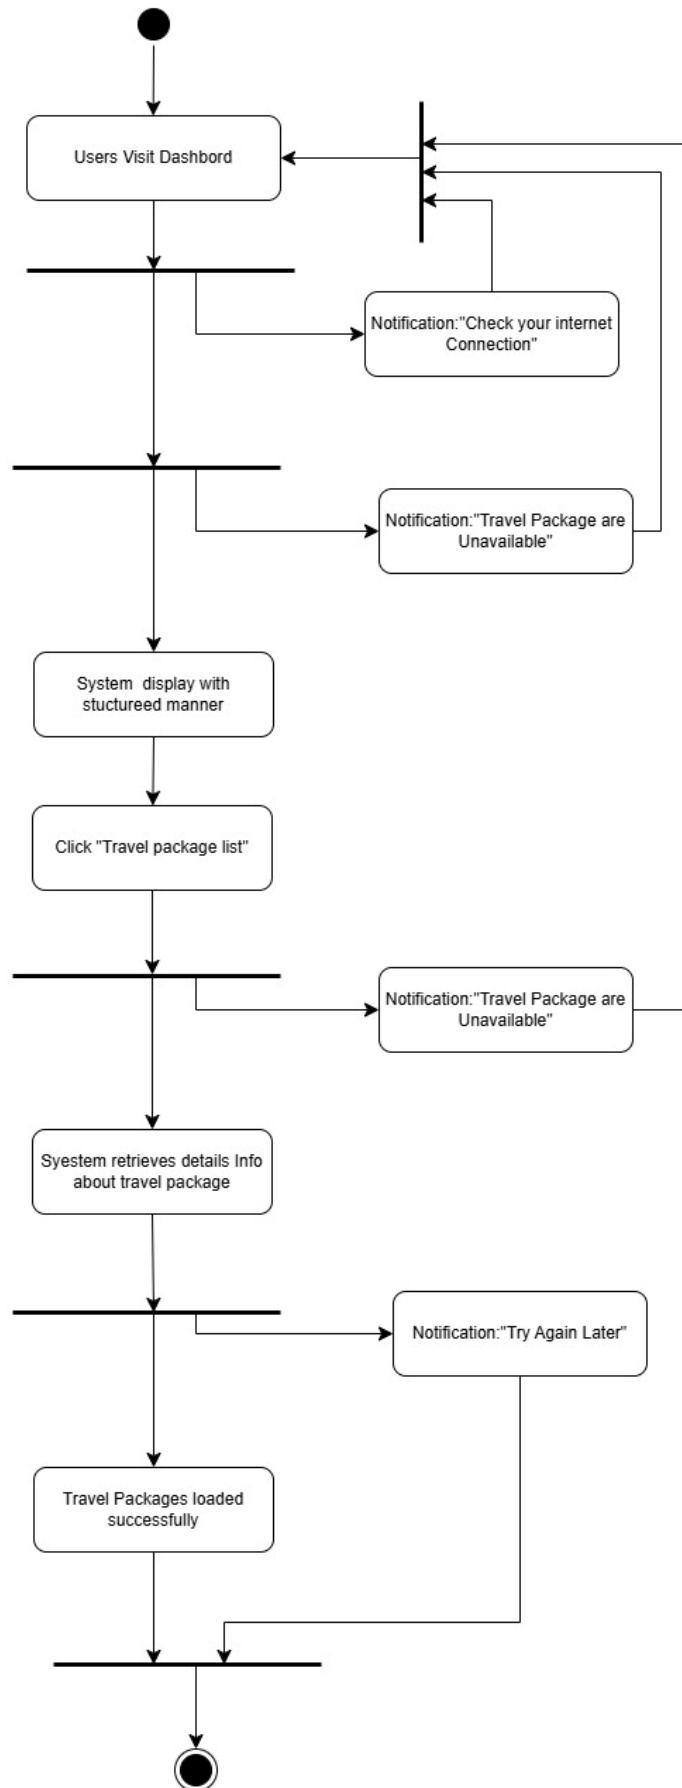 Users Visit Dashbord
Notification:"Check your internet
Connection"
Notification:"Travel Package are
Unavailable"
System  display with
stuctureed manner
Click "Travel package list"
Notification:"Travel Package are
Unavailable"
Syestem retrieves details Info
about travel package
Notification:"Try Again Later"
Travel Packages loaded
successfully